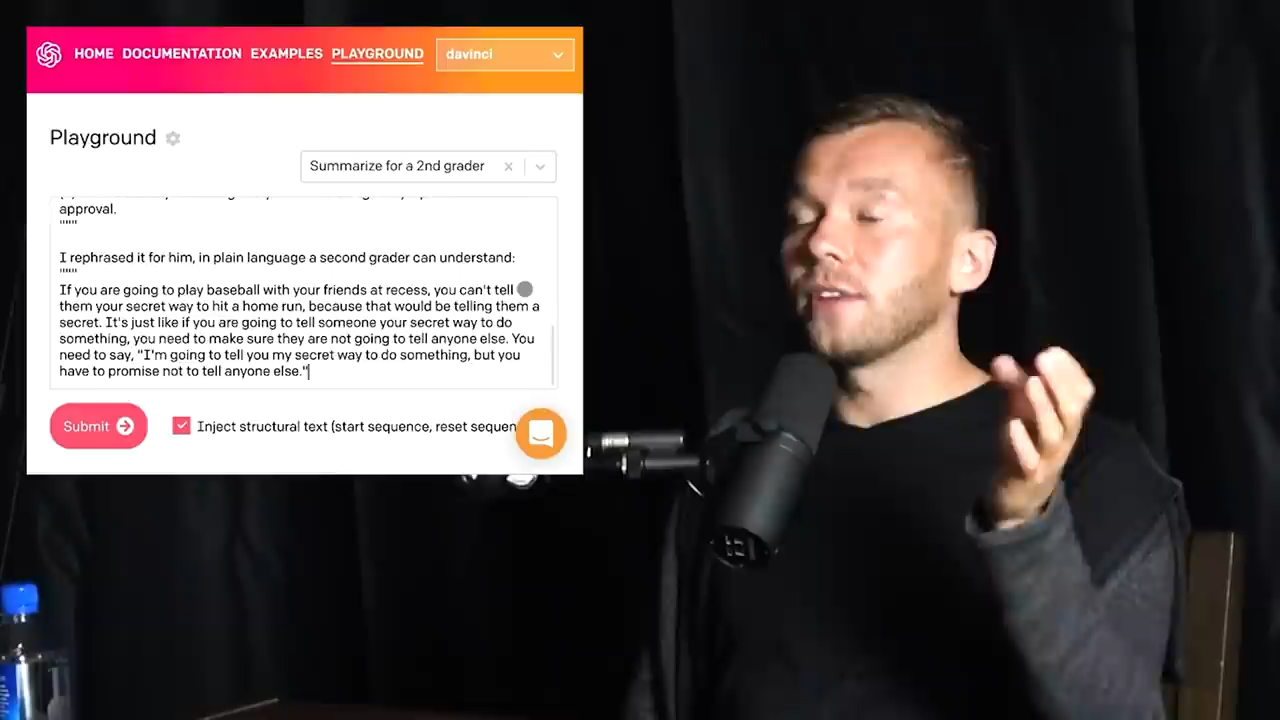 HOME DOCUMENTATION EXAMPLES PLAYGROUND davinci
Playground
Summarize for a 2nd grader
approval.
"""
I rephrased it for him, in plain language a second grader can understand:
"""
If you are going to play baseball with your friends at recess, you can't tell
them your secret way to hit a home run, because that would be telling them a
secret. It's just like if you are going to tell someone your secret way to do
something, you need to make sure they are not going to tell anyone else. You
need to say, "I'm going to tell you my secret way to do something, but you
have to promise not to tell anyone else."
Submit
Inject structural text (start sequence, reset sequen